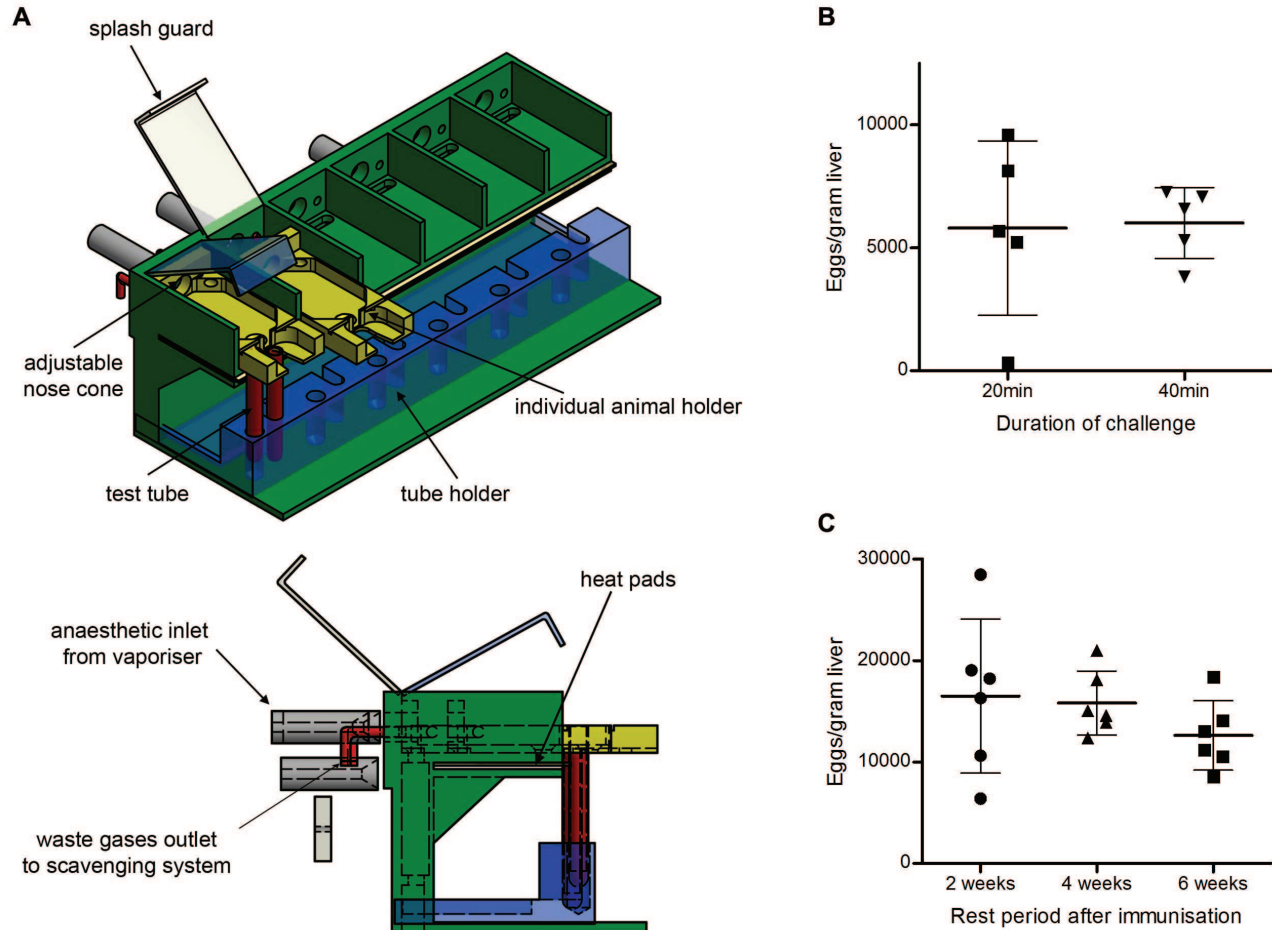 A
splash guard
adjustable
nose cone
individual animal holder
test tube
tube holder
heat pads
anaesthetic inlet
from vaporiser
waste gases outlet
to scavenging system
B
Eggs/gram liver
10000
5000
0
20min
40min
Duration of challenge
C
Eggs/gram liver
30000
20000
10000
0
2 weeks
4 weeks
6 weeks
Rest period after immunisation